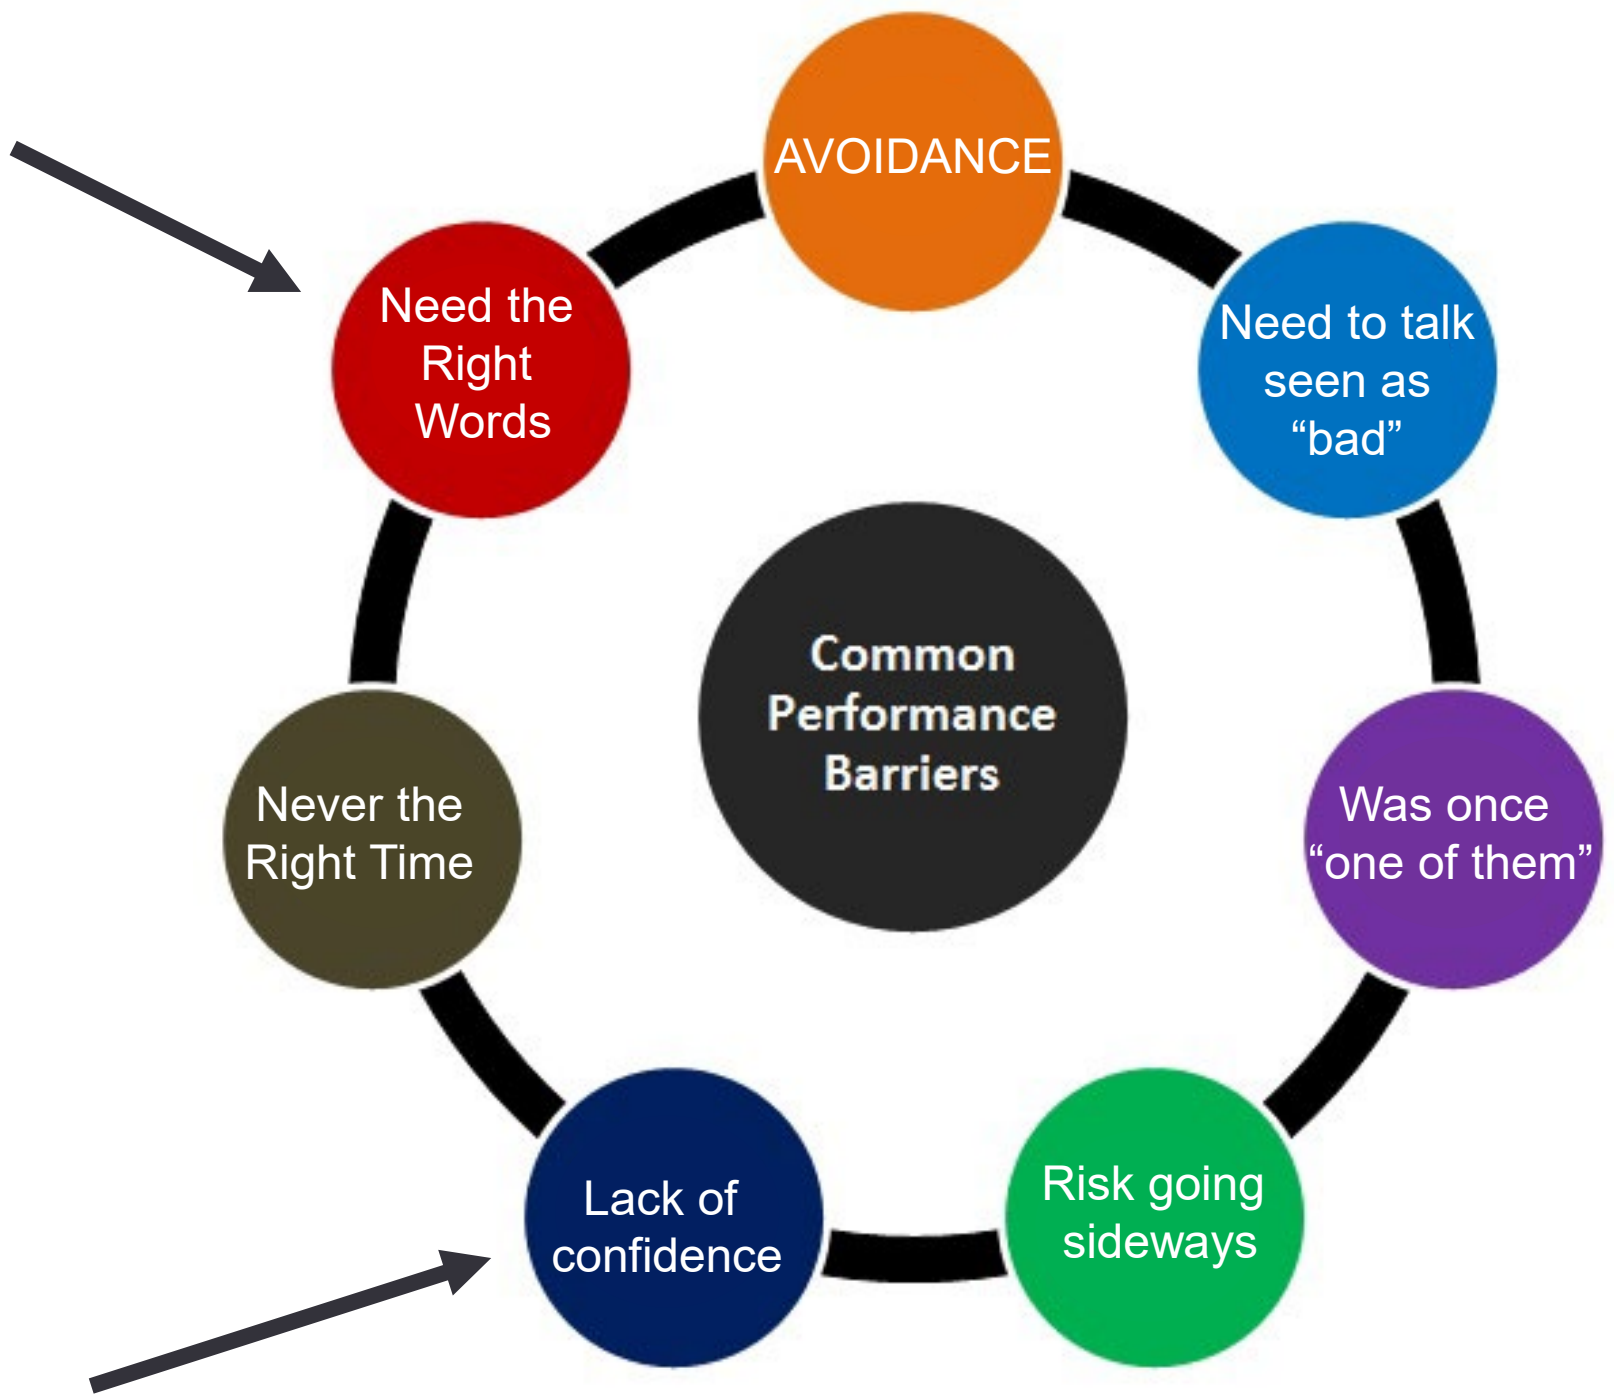 AVOIDANCE
Need to talk
seen as
“bad”
Was once
“one of them”
Risk going
sideways
Lack of
confidence
Never the
Right Time
Need the
Right
Words
Common
Performance
Barriers